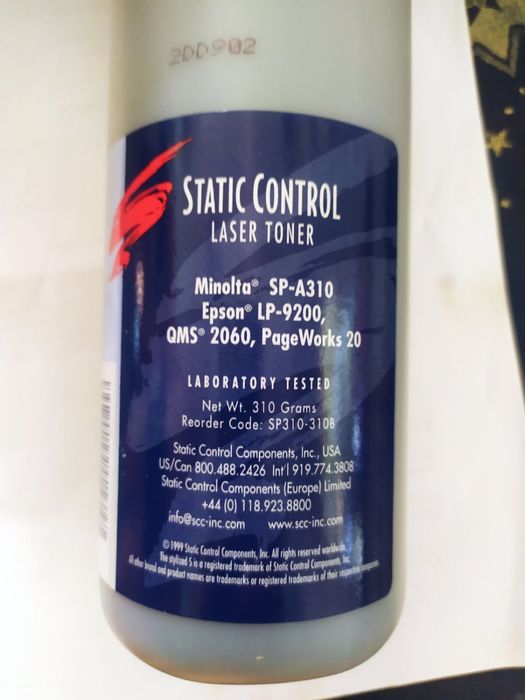 2DD902
STATIC CONTROL
LASER TONER
Minolta® SP-A310
Epson® LP-9200,
QMS® 2060, PageWorks 20
LABORATORY TESTED
Net Wt. 310 Grams
Reorder Code: SP310-310B
Static Control Components, Inc., USA
US/Can 800.488.2426 Int'l 919.774.3808
Static Control Components (Europe) Limited
+44 (0) 118.923.8800
info@scc-inc.com www.scc-inc.com
© 1999 Static Control Components, Inc. All rights reserved worldwide.
The stylized S is a registered trademark of Static Control Components, Inc.
All other brand and product names are trademarks or registered trademarks of their respective companies.